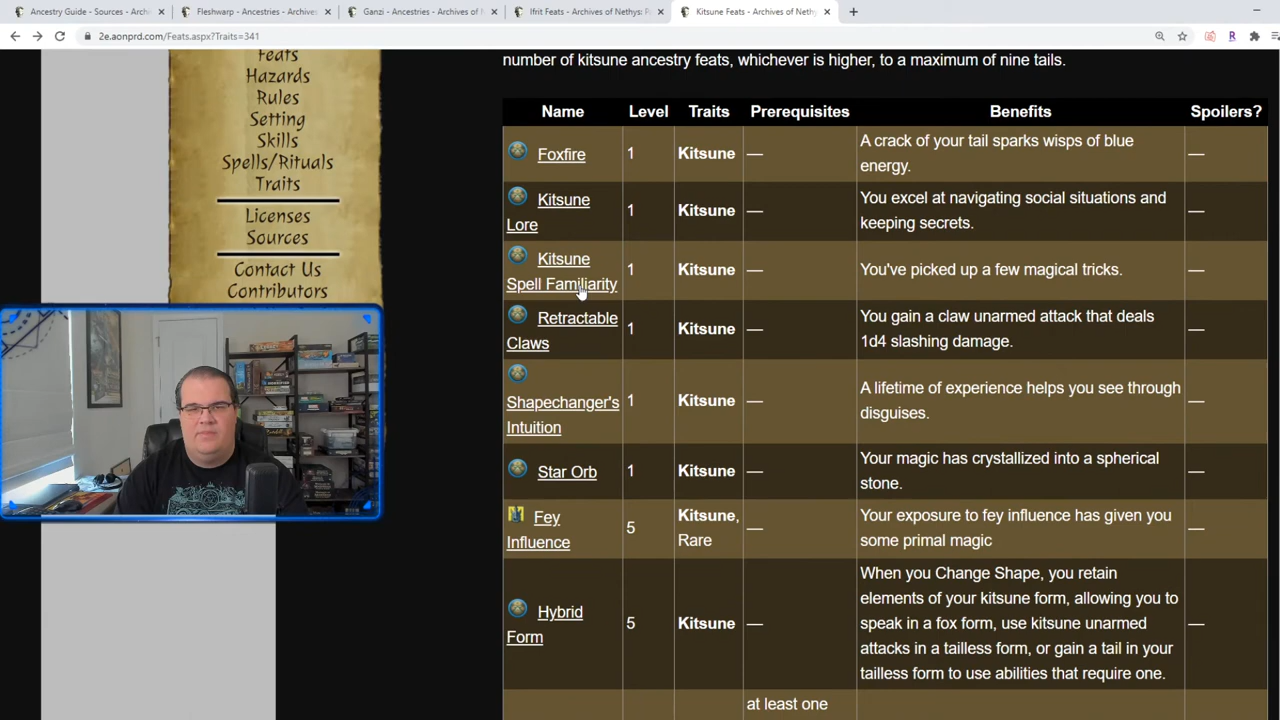 Ancestry Guide - Sources - Archi
Fleshwarp - Ancestries - Archives
Ganzi - Ancestries - Archives of N
Ifrit Feats - Archives of Nethys: P
Kitsune Feats - Archives of Nethy
2e.aonprd.com/Feats.aspx?Traits=341
Feats
Hazards
Rules
Setting
Skills
Spells/Rituals
Traits
Licenses
Sources
Contact Us
Contributors
number of kitsune ancestry feats, whichever is higher, to a maximum of nine tails.
Name Level Traits Prerequisites Benefits Spoilers?
Foxfire 1 Kitsune — A crack of your tail sparks wisps of blue —
energy.
Kitsune 1 Kitsune — You excel at navigating social situations and —
Lore keeping secrets.
Kitsune 1 Kitsune — You've picked up a few magical tricks. —
Spell Familiarity
Retractable 1 Kitsune — You gain a claw unarmed attack that deals —
Claws 1d4 slashing damage.
Shapechanger's 1 Kitsune — A lifetime of experience helps you see through —
Intuition disguises.
Star Orb 1 Kitsune — Your magic has crystallized into a spherical —
stone.
Fey 5 Kitsune, — Your exposure to fey influence has given you —
Influence Rare some primal magic
Hybrid 5 Kitsune — When you Change Shape, you retain —
Form elements of your kitsune form, allowing you to
speak in a fox form, use kitsune unarmed
attacks in a tailless form, or gain a tail in your
tailless form to use abilities that require one.
at least one